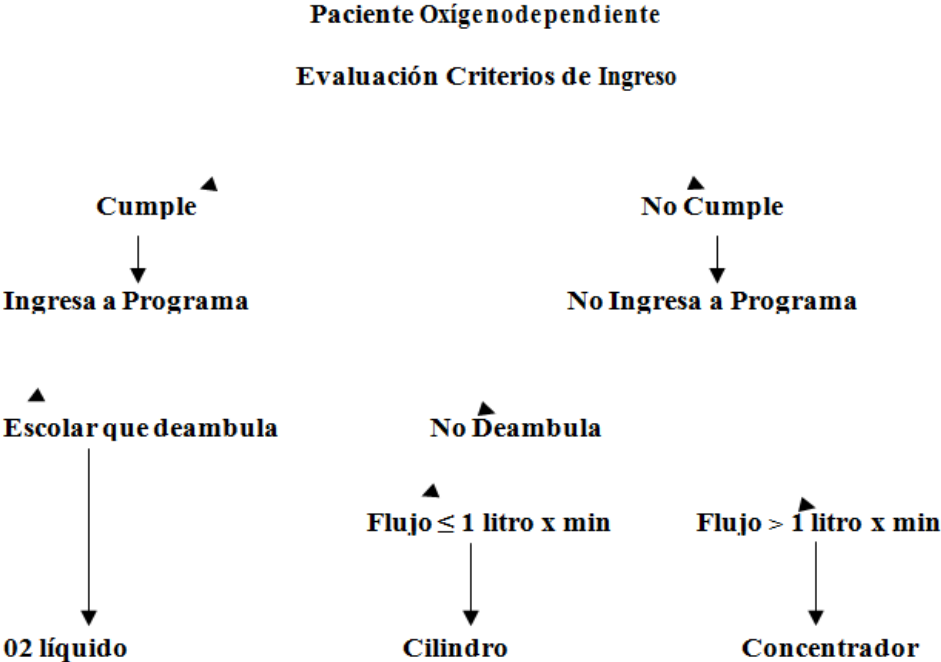 Paciente Oxígenodependiente
Evaluación Criterios de Ingreso
Cumple
No Cumple
Ingresa a Programa
No Ingresa a Programa
Escolar que deambula
No Deambula
Flujo ≤ 1 litro x min
Flujo > 1 litro x min
02 líquido
Cilindro
Concentrador